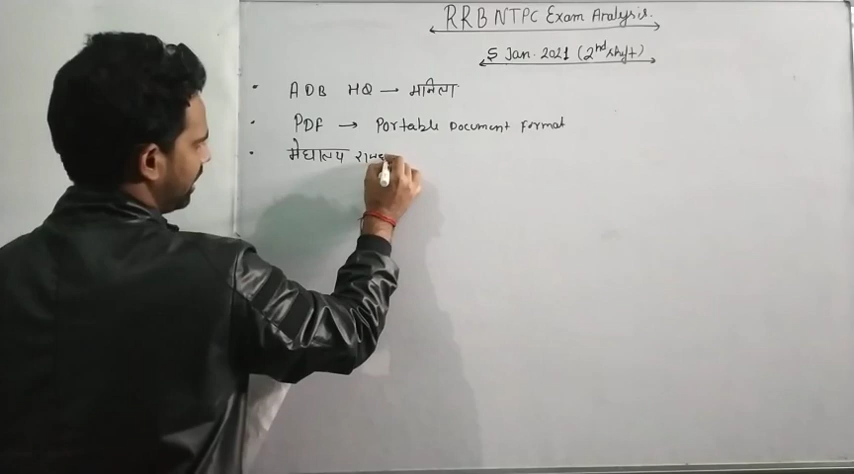 RRB NTPC Exam Analysis.
5 Jan. 2021 (2nd shift)
• ADB HQ → मनिला
• PDF → Portable Document Format
• मेघालय